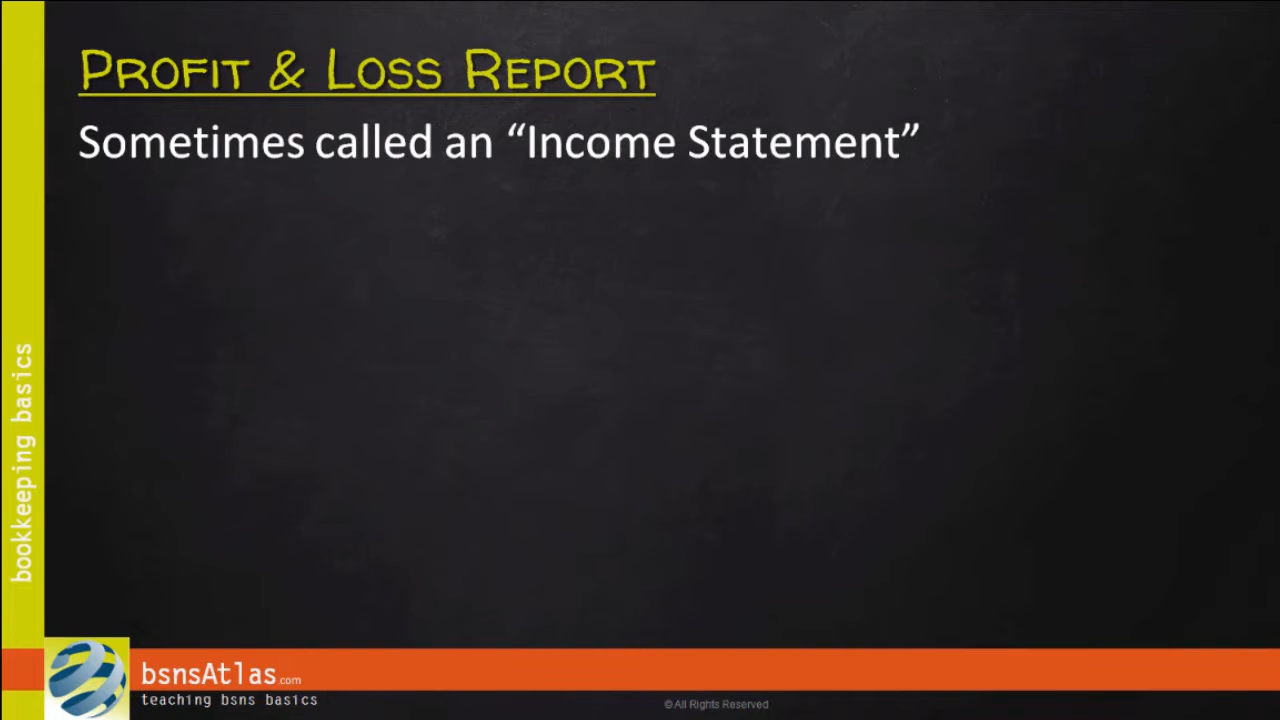 Profit & Loss Report
Sometimes called an “Income Statement”
bookkeeping basics
bsnsAtlas.com
teaching bsns basics
© All Rights Reserved